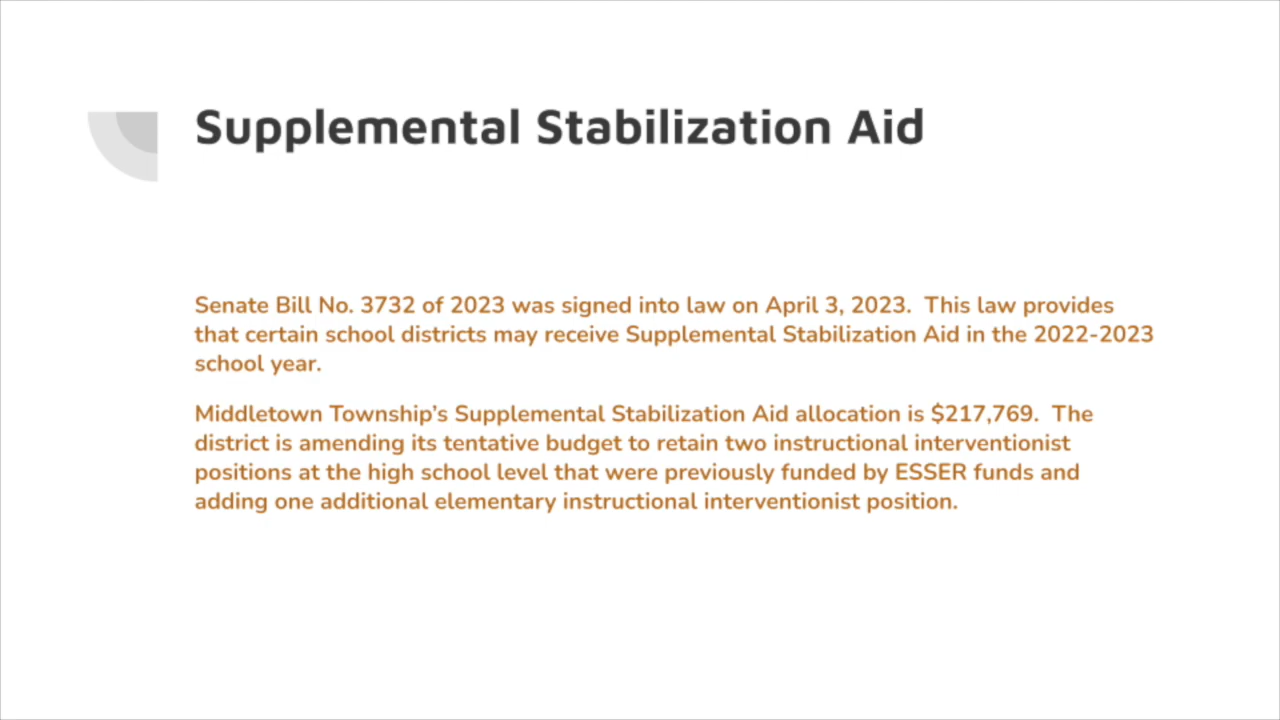 Supplemental Stabilization Aid
Senate Bill No. 3732 of 2023 was signed into law on April 3, 2023.  This law provides
that certain school districts may receive Supplemental Stabilization Aid in the 2022-2023
school year.
Middletown Township’s Supplemental Stabilization Aid allocation is $217,769.  The
district is amending its tentative budget to retain two instructional interventionist
positions at the high school level that were previously funded by ESSER funds and
adding one additional elementary instructional interventionist position.